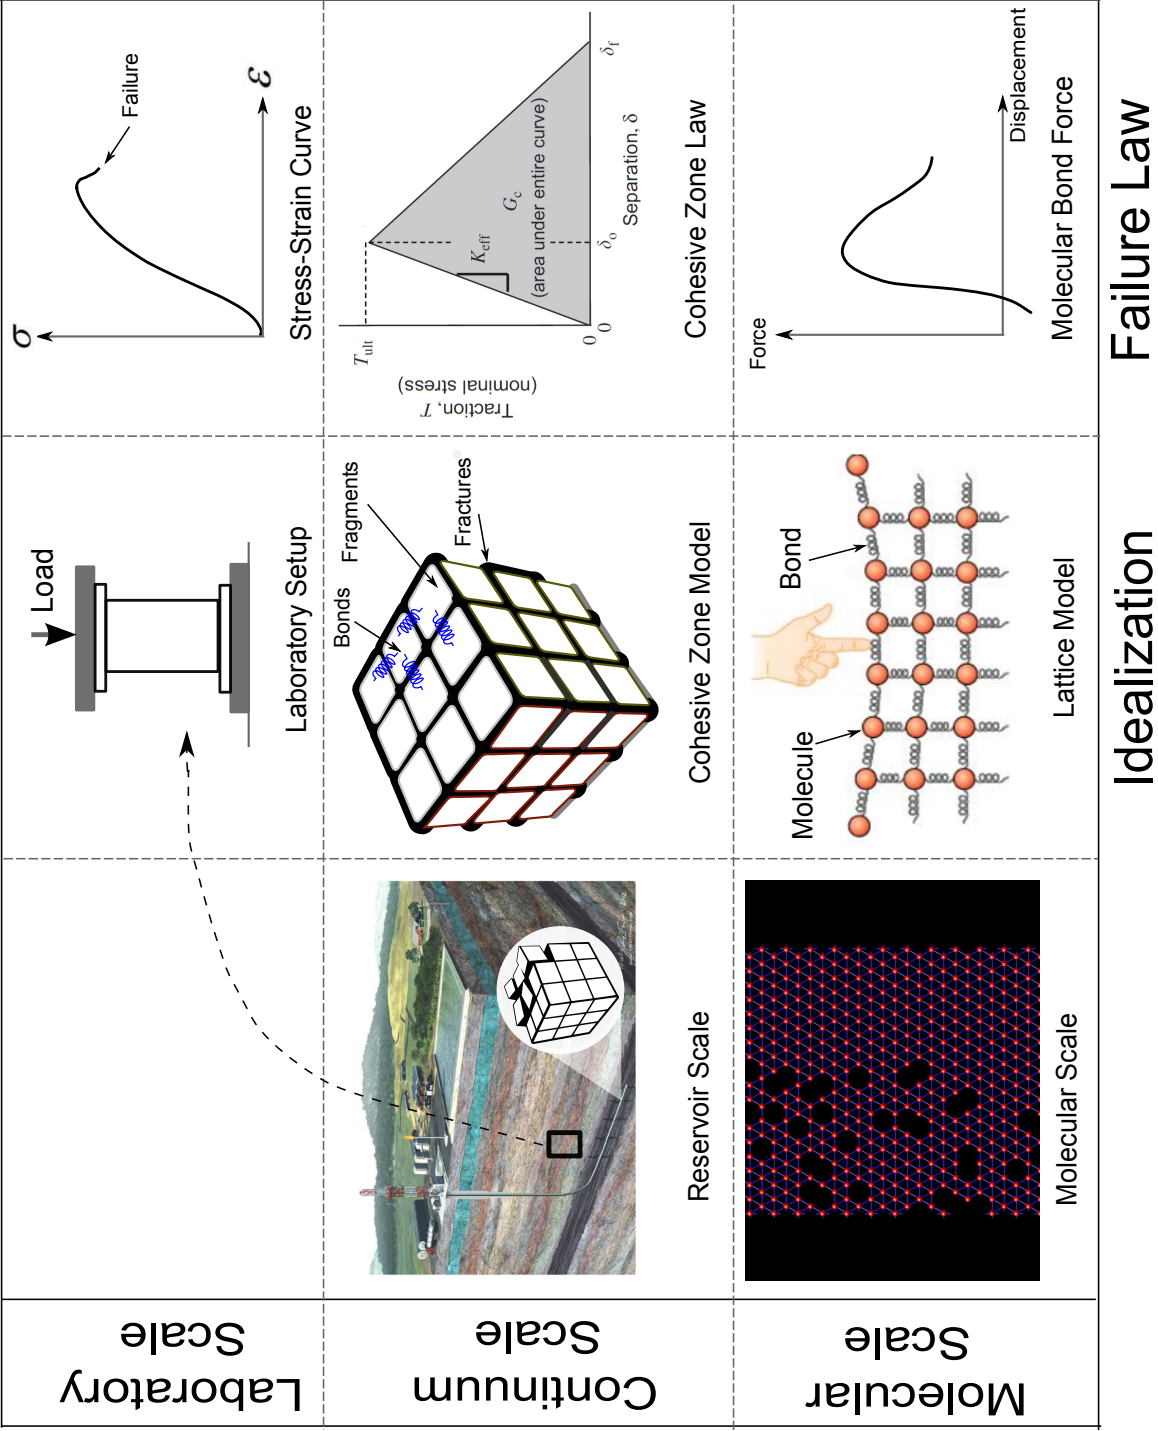 Laboratory
Scale
Load
Laboratory Setup
σ
ε
Failure
Stress-Strain Curve
Continuum
Scale
Reservoir Scale
Bonds
Fragments
Fractures
Cohesive Zone Model
Traction, T
(nominal stress)
T_ult
K_eff
G_c
(area under entire curve)
0
0
δ_o
δ_f
Separation, δ
Cohesive Zone Law
Molecular
Scale
Molecular Scale
Molecule
Bond
Lattice Model
Force
Displacement
Molecular Bond Force
Idealization
Failure Law